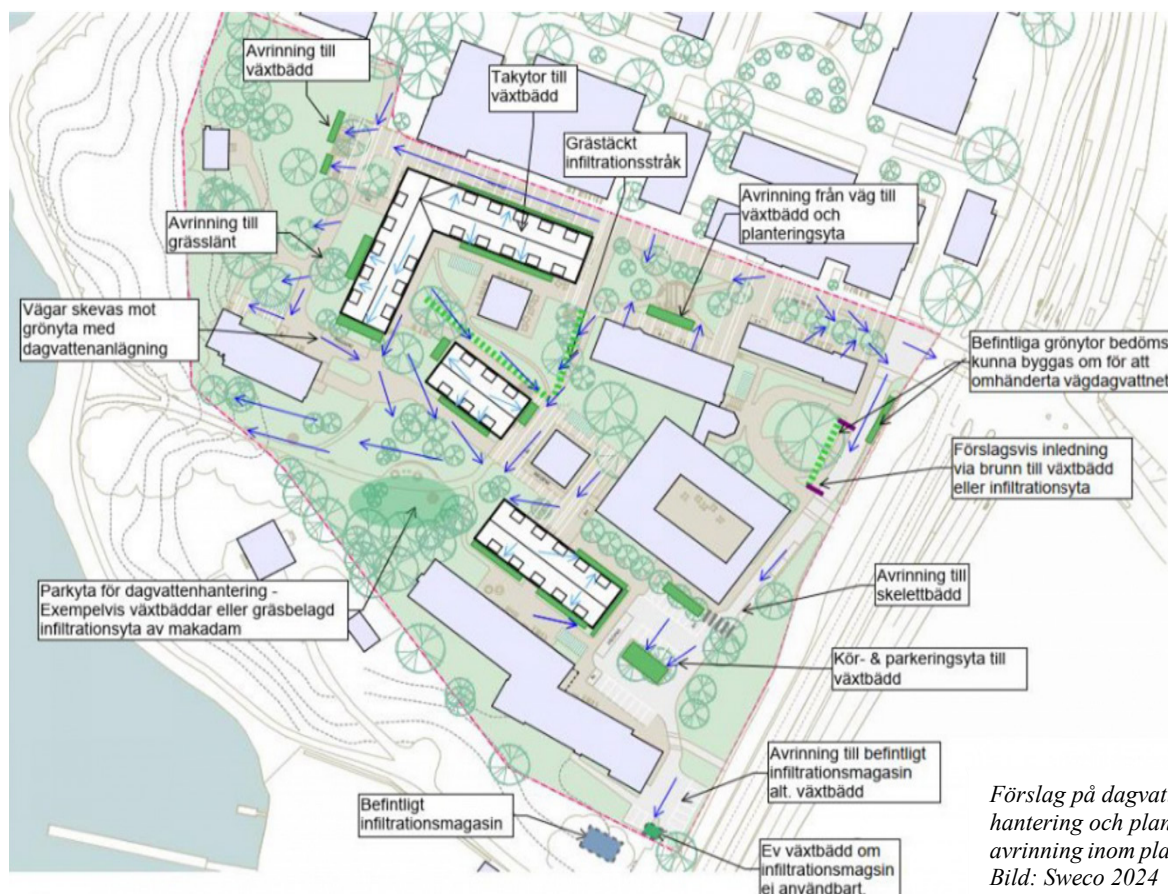 Avrinning till
växtbädd
Takytor till
växtbädd
Grästäckt
infiltrationsstråk
Avrinning från väg till
växtbädd och
planteringsyta
Avrinning till
grässlänt
Vägar skevas mot
grönyta med
dagvattenanlägning
Befintliga grönytor bedöms
kunna byggas om för att
omhänderta vägdagvattnet
Förslagsvis inledning
via brunn till växtbädd
eller infiltrationsyta
Parkyta för dagvattenhantering -
Exempelvis växtbäddar eller gräsbelagd
infiltrationsyta av makadam
Avrinning till
skelettbädd
Kör- & parkeringsyta till
växtbädd
Avrinning till befintligt
infiltrationsmagasin
alt. växtbädd
Befintligt
infiltrationsmagasin
Ev växtbädd om
infiltrationsmagsin
ej användbart.
Förslag på dagvat
hantering och plan
avrinning inom pla
Bild: Sweco 2024